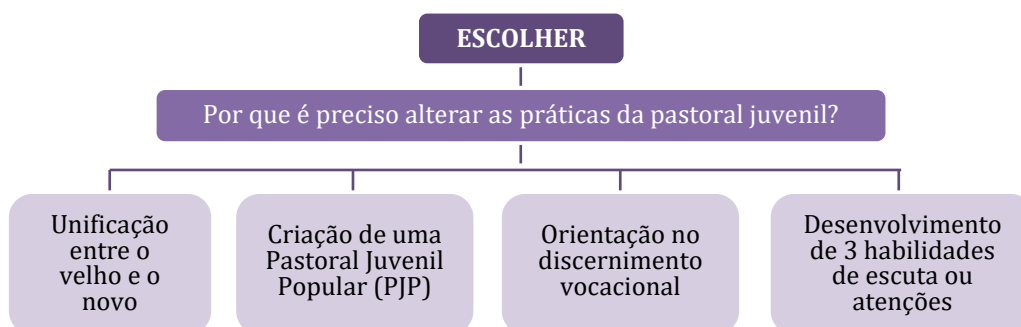 ESCOLHER
Por que é preciso alterar as práticas da pastoral juvenil?
Unificação
entre o
velho e o
novo
Criação de uma
Pastoral Juvenil
Popular (PJP)
Orientação no
discernimento
vocacional
Desenvolvimento
de 3 habilidades
de escuta ou
atenções